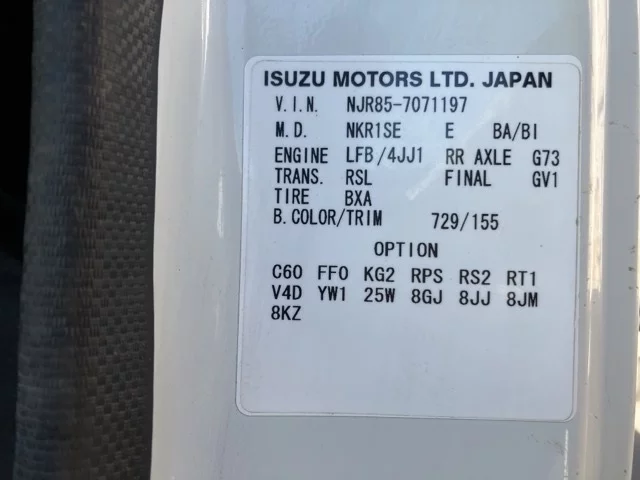 ISUZU MOTORS LTD. JAPAN
V.I.N. NJR85-7071197
M.D. NKR1SE E BA/BI
ENGINE LFB/4JJ1 RR AXLE G73
TRANS. RSL FINAL GV1
TIRE BXA
B.COLOR/TRIM 729/155
OPTION
C60 FF0 KG2 RPS RS2 RT1
V4D YW1 25W 8GJ 8JJ 8JM
8KZ